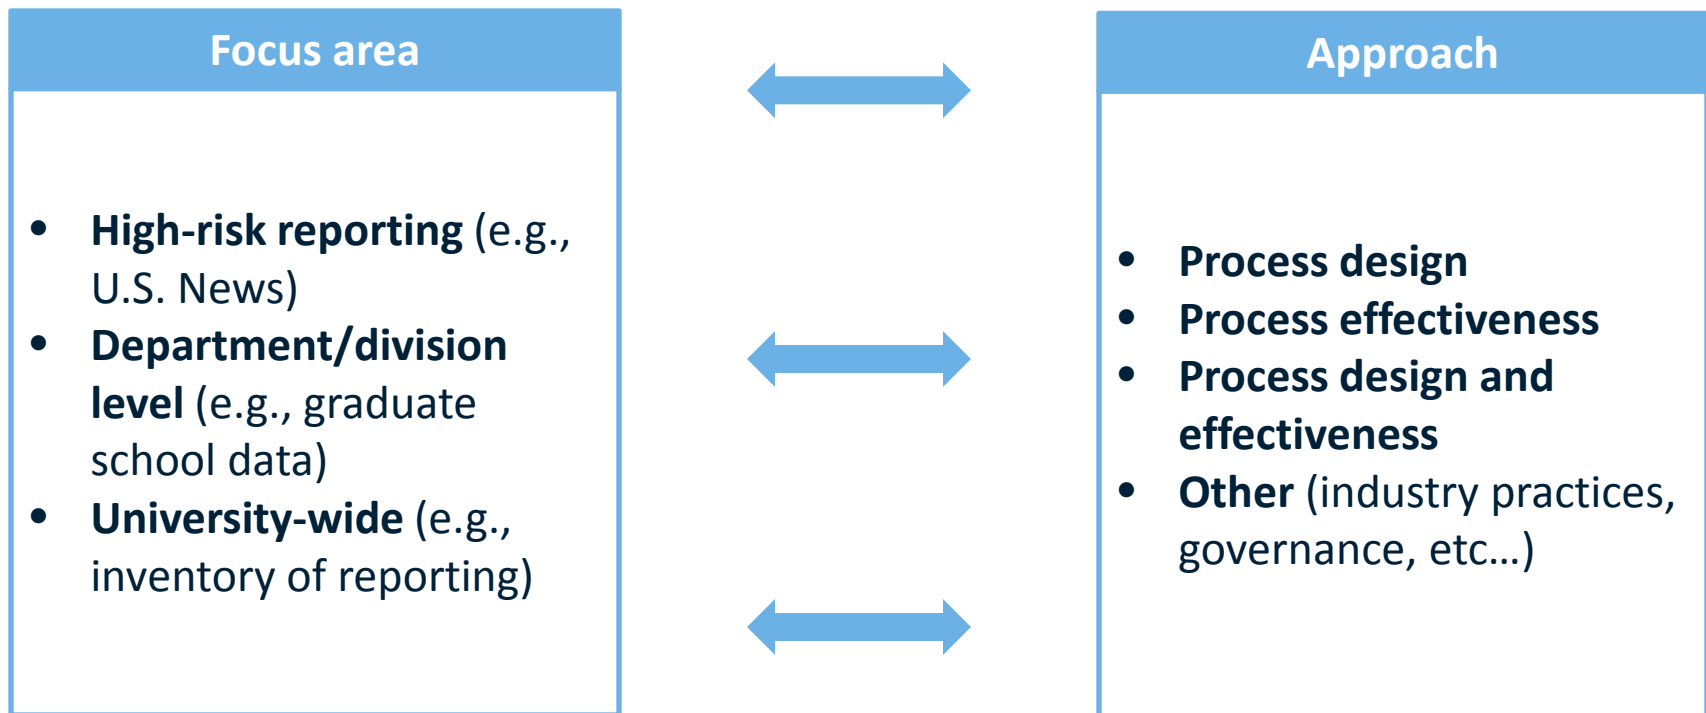 Focus area
• High-risk reporting (e.g.,
U.S. News)
• Department/division
level (e.g., graduate
school data)
• University-wide (e.g.,
inventory of reporting)
Approach
• Process design
• Process effectiveness
• Process design and
effectiveness
• Other (industry practices,
governance, etc…)